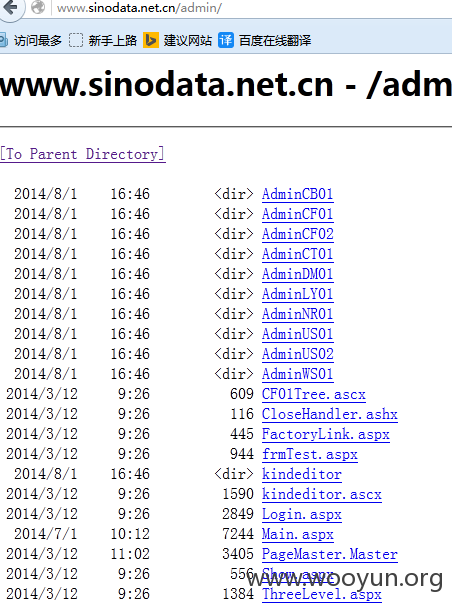 www.sinodata.net.cn/admin/
访问最多 新手上路 建议网站 译 百度在线翻译
www.sinodata.net.cn - /adm
[To Parent Directory]
2014/8/1 16:46 <dir> AdminCB01
2014/8/1 16:46 <dir> AdminCF01
2014/8/1 16:46 <dir> AdminCF02
2014/8/1 16:46 <dir> AdminCT01
2014/8/1 16:46 <dir> AdminDM01
2014/8/1 16:46 <dir> AdminLY01
2014/8/1 16:46 <dir> AdminNR01
2014/8/1 16:46 <dir> AdminUS01
2014/8/1 16:46 <dir> AdminUS02
2014/8/1 16:46 <dir> AdminWS01
2014/3/12 9:26 609 CF01Tree.ascx
2014/3/12 9:26 116 CloseHandler.ashx
2014/3/12 9:26 445 FactoryLink.aspx
2014/3/12 9:26 944 frmTest.aspx
2014/8/1 16:46 <dir> kindeditor
2014/3/12 9:26 1590 kindeditor.ascx
2014/3/12 9:26 2849 Login.aspx
2014/7/1 10:12 7244 Main.aspx
2014/3/12 11:02 3405 PageMaster.Master
2014/3/12 9:26 556 Show.aspx
www.wooyun.org
2014/3/12 9:26 1384 ThreeLevel.aspx